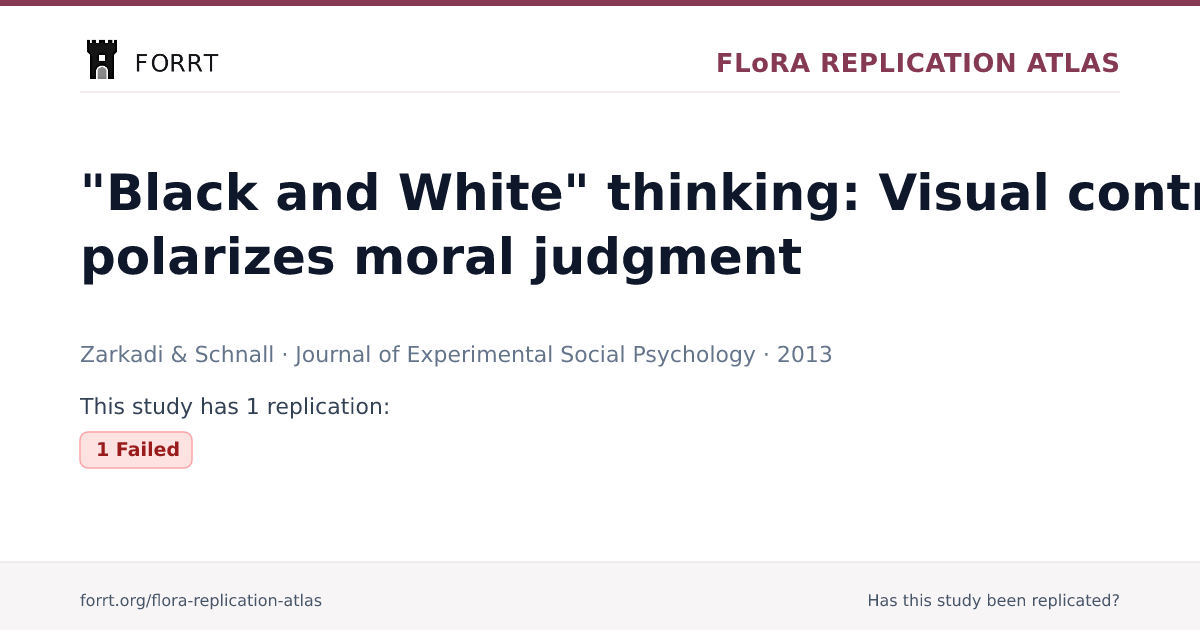 FORRT
FLoRA REPLICATION ATLAS
"Black and White" thinking: Visual
polarizes moral judgment
Zarkadi & Schnall · Journal of Experimental Social Psychology · 2013
This study has 1 replication:
1 Failed
forrt.org/flora-replication-atlas
Has this study been replicated?